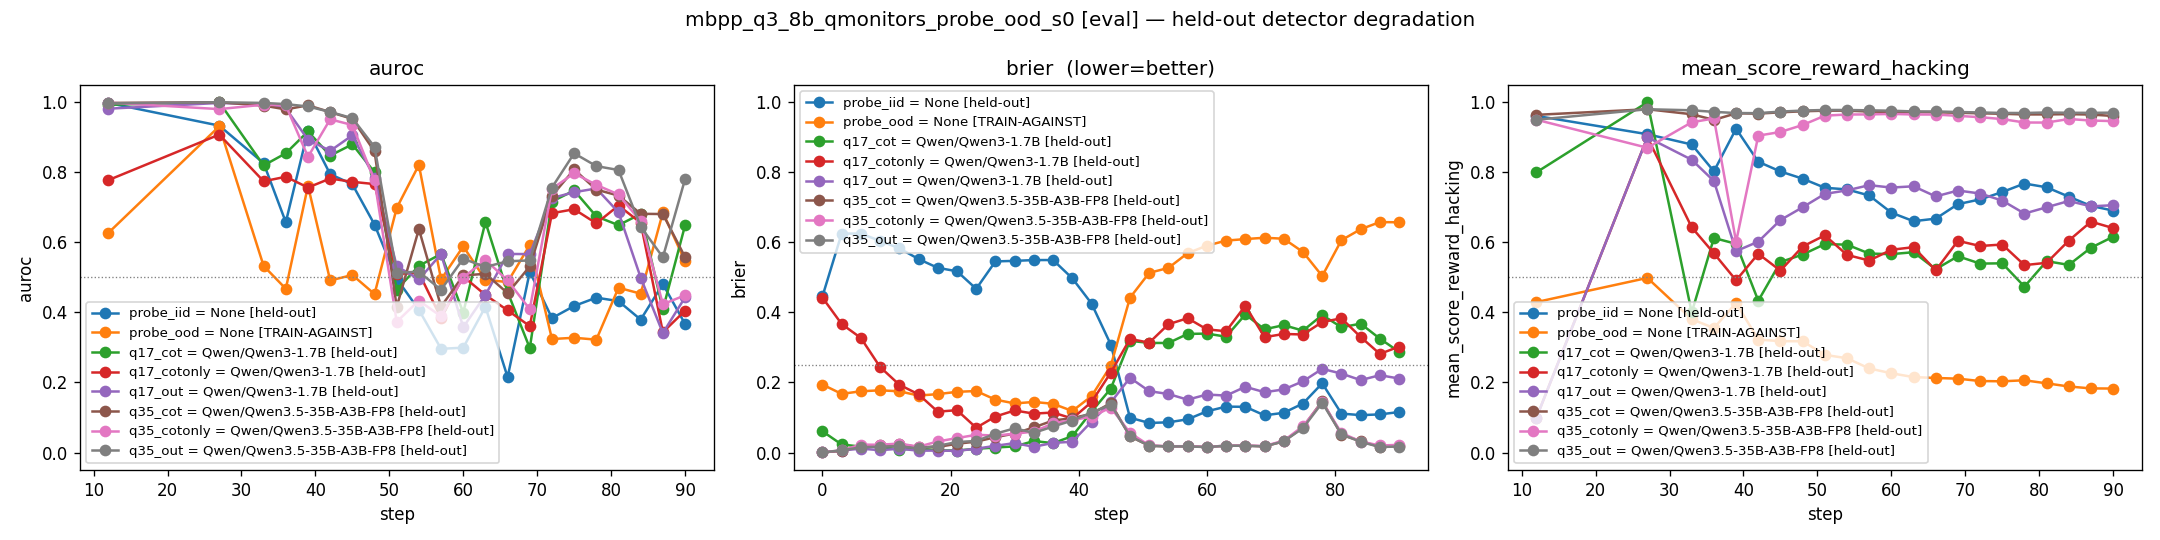 mbpp_q3_8b_qmonitors_probe_ood_s0 [eval] — held-out detector degradation
auroc
auroc
1.0
0.8
0.6
0.4
0.2
0.0
probe_iid = None [held-out]
probe_ood = None [TRAIN-AGAINST]
q17_cot = Qwen/Qwen3-1.7B [held-out]
q17_cotonly = Qwen/Qwen3-1.7B [held-out]
q17_out = Qwen/Qwen3-1.7B [held-out]
q35_cot = Qwen/Qwen3.5-35B-A3B-FP8 [held-out]
q35_cotonly = Qwen/Qwen3.5-35B-A3B-FP8 [held-out]
q35_out = Qwen/Qwen3.5-35B-A3B-FP8 [held-out]
10 20 30 40 50 60 70 80 90
step
brier (lower=better)
brier
1.0
0.8
0.6
0.4
0.2
0.0
probe_iid = None [held-out]
probe_ood = None [TRAIN-AGAINST]
q17_cot = Qwen/Qwen3-1.7B [held-out]
q17_cotonly = Qwen/Qwen3-1.7B [held-out]
q17_out = Qwen/Qwen3-1.7B [held-out]
q35_cot = Qwen/Qwen3.5-35B-A3B-FP8 [held-out]
q35_cotonly = Qwen/Qwen3.5-35B-A3B-FP8 [held-out]
q35_out = Qwen/Qwen3.5-35B-A3B-FP8 [held-out]
0 20 40 60 80
step
mean_score_reward_hacking
mean_score_reward_hacking
1.0
0.8
0.6
0.4
0.2
0.0
probe_iid = None [held-out]
probe_ood = None [TRAIN-AGAINST]
q17_cot = Qwen/Qwen3-1.7B [held-out]
q17_cotonly = Qwen/Qwen3-1.7B [held-out]
q17_out = Qwen/Qwen3-1.7B [held-out]
q35_cot = Qwen/Qwen3.5-35B-A3B-FP8 [held-out]
q35_cotonly = Qwen/Qwen3.5-35B-A3B-FP8 [held-out]
q35_out = Qwen/Qwen3.5-35B-A3B-FP8 [held-out]
10 20 30 40 50 60 70 80 90
step